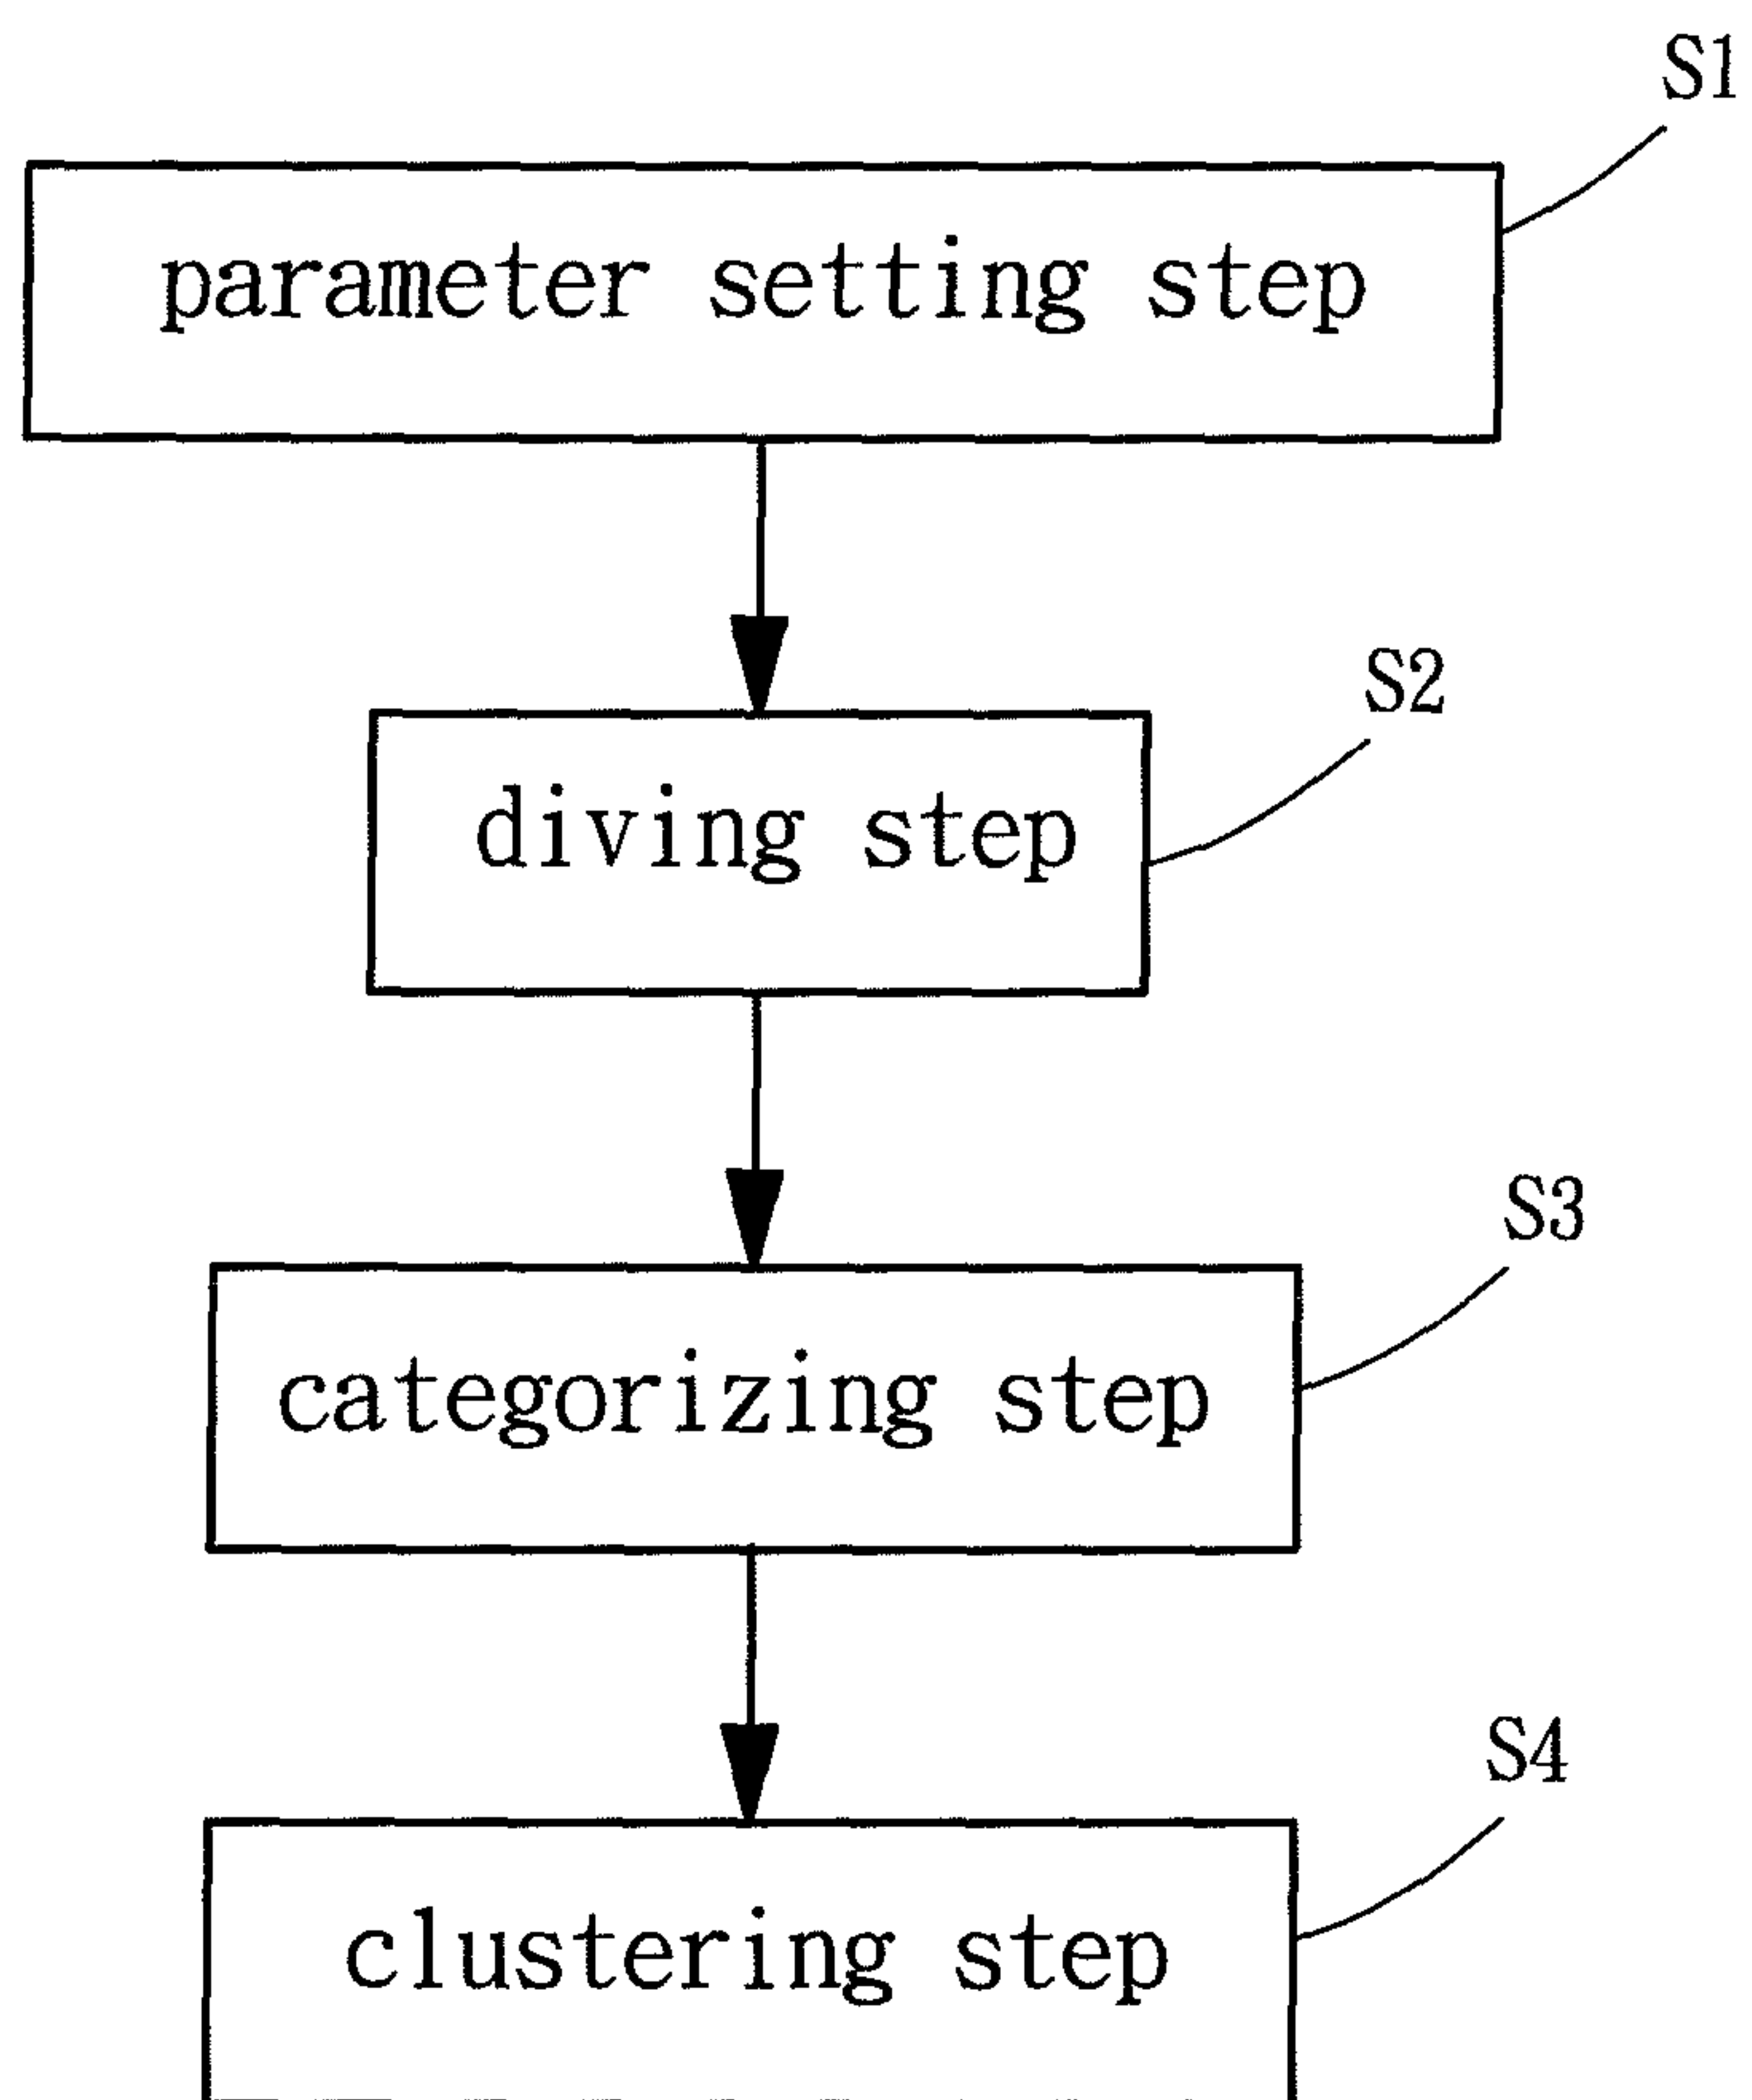 S1
parameter setting step
S2
diving step
S3
categorizing step
S4
clustering step